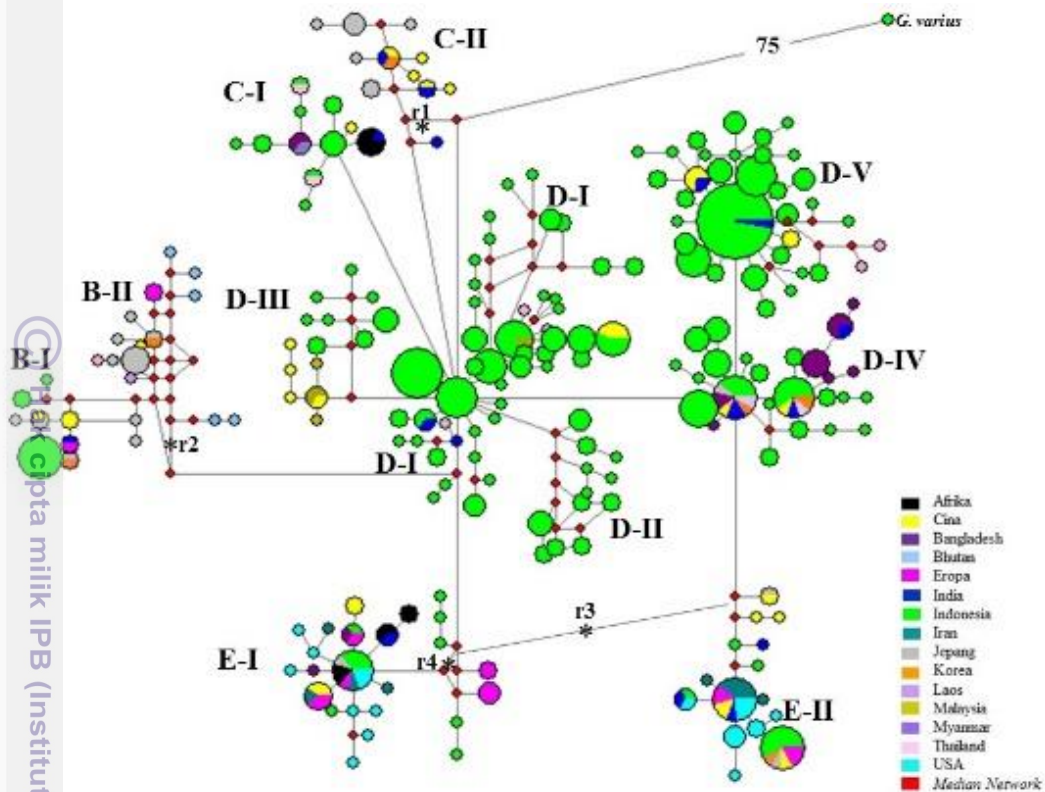 G. varius
75
C-II
C-I
r1
*
D-I
D-V
B-II
D-III
B-I
D-IV
*r2
D-I
D-II
r3
*
E-I
r4*
E-II
Afrika
Cina
Bangladesh
Bhutan
Eropa
India
Indonesia
Iran
Jepang
Korea
Laos
Malaysia
Myanmar
Thailand
USA
Median Network
©Hak cipta milik IPB (Institut